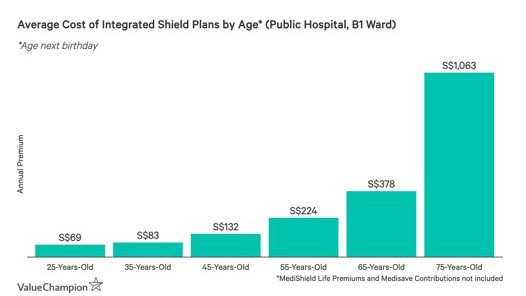 Average Cost of Integrated Shield Plans by Age* (Public Hospital, B1 Ward)
*Age next birthday
Annual Premium
S$69
S$83
S$132
S$224
S$378
S$1,063
25-Years-Old
35-Years-Old
45-Years-Old
55-Years-Old
65-Years-Old
75-Years-Old
*MediShield Life Premiums and Medisave Contributions not included
ValueChampion